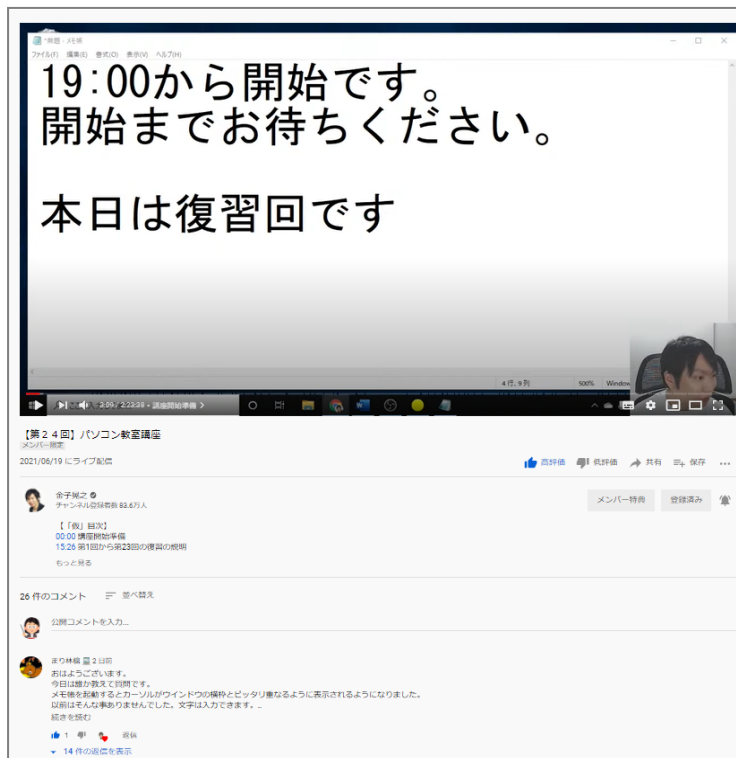 *無題 - メモ帳
ファイル(F) 編集(E) 書式(O) 表示(V) ヘルプ(H)
19:00から開始です。
開始までお待ちください。
本日は復習回です
4 行、9 列 500% Window
3:09 / 2:23:39 • 講座開始準備 >
【第２４回】パソコン教室講座
メンバー限定
2021/06/19 にライブ配信
高評価 低評価 共有 保存 ...
金子晃之
チャンネル登録者数 83.6万人
メンバー特典 登録済み
【「仮」目次】
00:00 講座開始準備
15:26 第1回から第23回の復習の説明
もっと見る
26 件のコメント 並べ替え
公開コメントを入力...
まり林檎 2 日前
おはようございます。
今日は誰か教えて質問です。
メモ帳を起動するとカーソルがウインドウの横枠とピッタリ重なるように表示されるようになりました。
以前はそんな事ありませんでした。文字は入力できます。..
続きを読む
1 返信
14 件の返信を表示